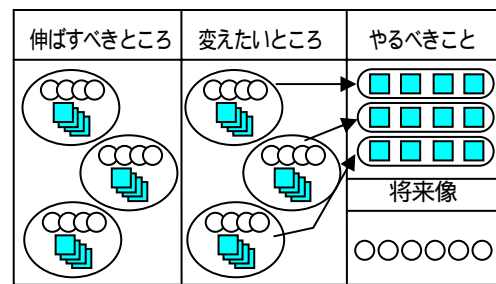 伸ばすべきところ
変えたいところ
やるべきこと
将来像